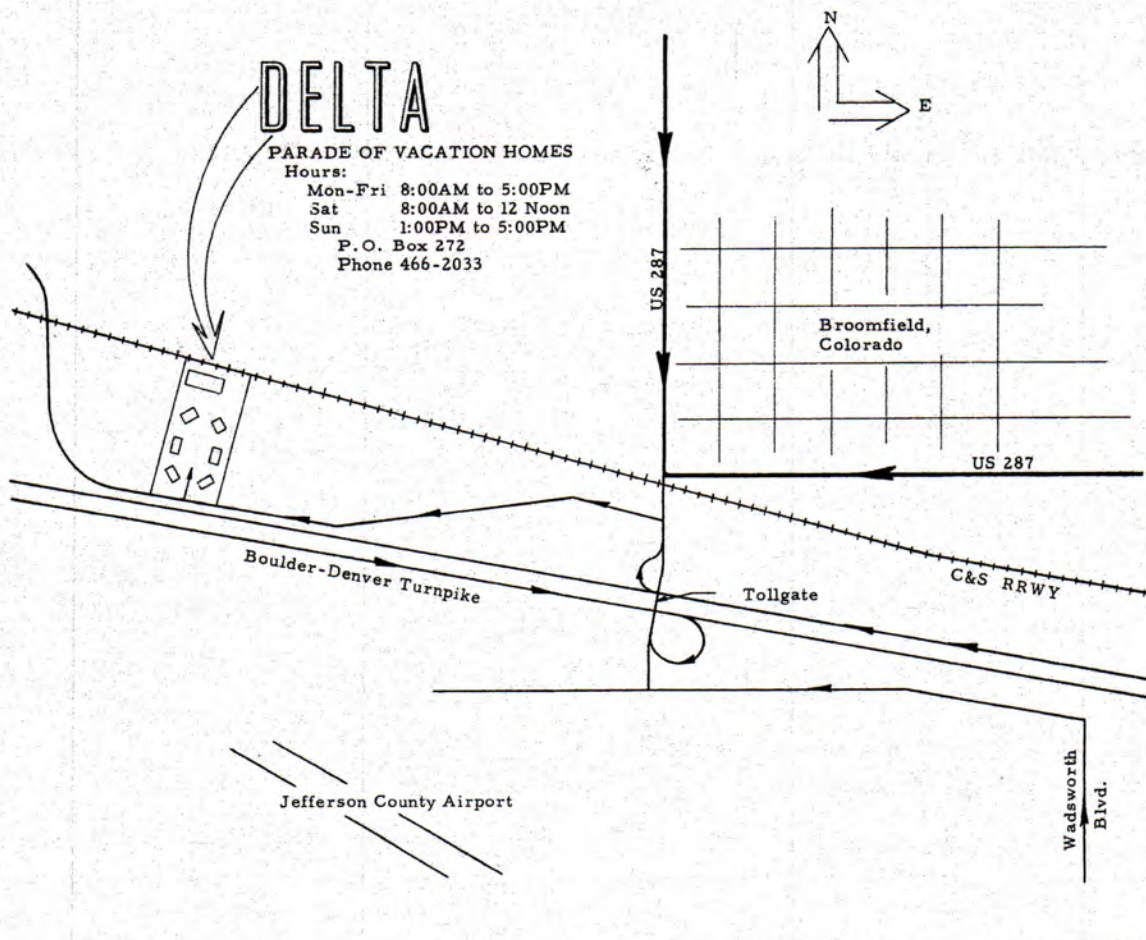 N
E
DELTA
PARADE OF VACATION HOMES
Hours:
Mon-Fri 8:00AM to 5:00PM
Sat 8:00AM to 12 Noon
Sun 1:00PM to 5:00PM
P.O. Box 272
Phone 466-2033
US 287
Broomfield,
Colorado
US 287
Boulder-Denver Turnpike
C&S RRWY
Tollgate
Jefferson County Airport
Wadsworth
Blvd.